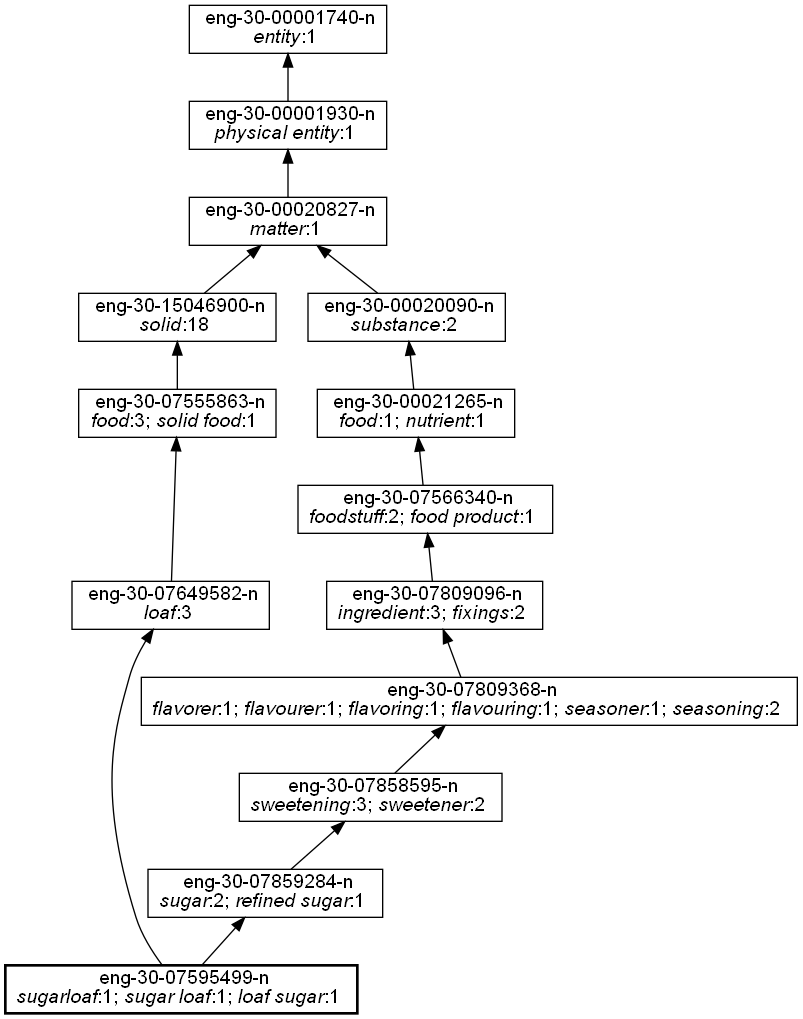 eng-30-00001740-n
entity:1
eng-30-00001930-n
physical entity:1
eng-30-00020827-n
matter:1
eng-30-15046900-n
solid:18
eng-30-00020090-n
substance:2
eng-30-07555863-n
food:3; solid food:1
eng-30-00021265-n
food:1; nutrient:1
eng-30-07566340-n
foodstuff:2; food product:1
eng-30-07649582-n
loaf:3
eng-30-07809096-n
ingredient:3; fixings:2
eng-30-07809368-n
flavorer:1; flavourer:1; flavoring:1; flavouring:1; seasoner:1; seasoning:2
eng-30-07858595-n
sweetening:3; sweetener:2
eng-30-07859284-n
sugar:2; refined sugar:1
eng-30-07595499-n
sugarloaf:1; sugar loaf:1; loaf sugar:1